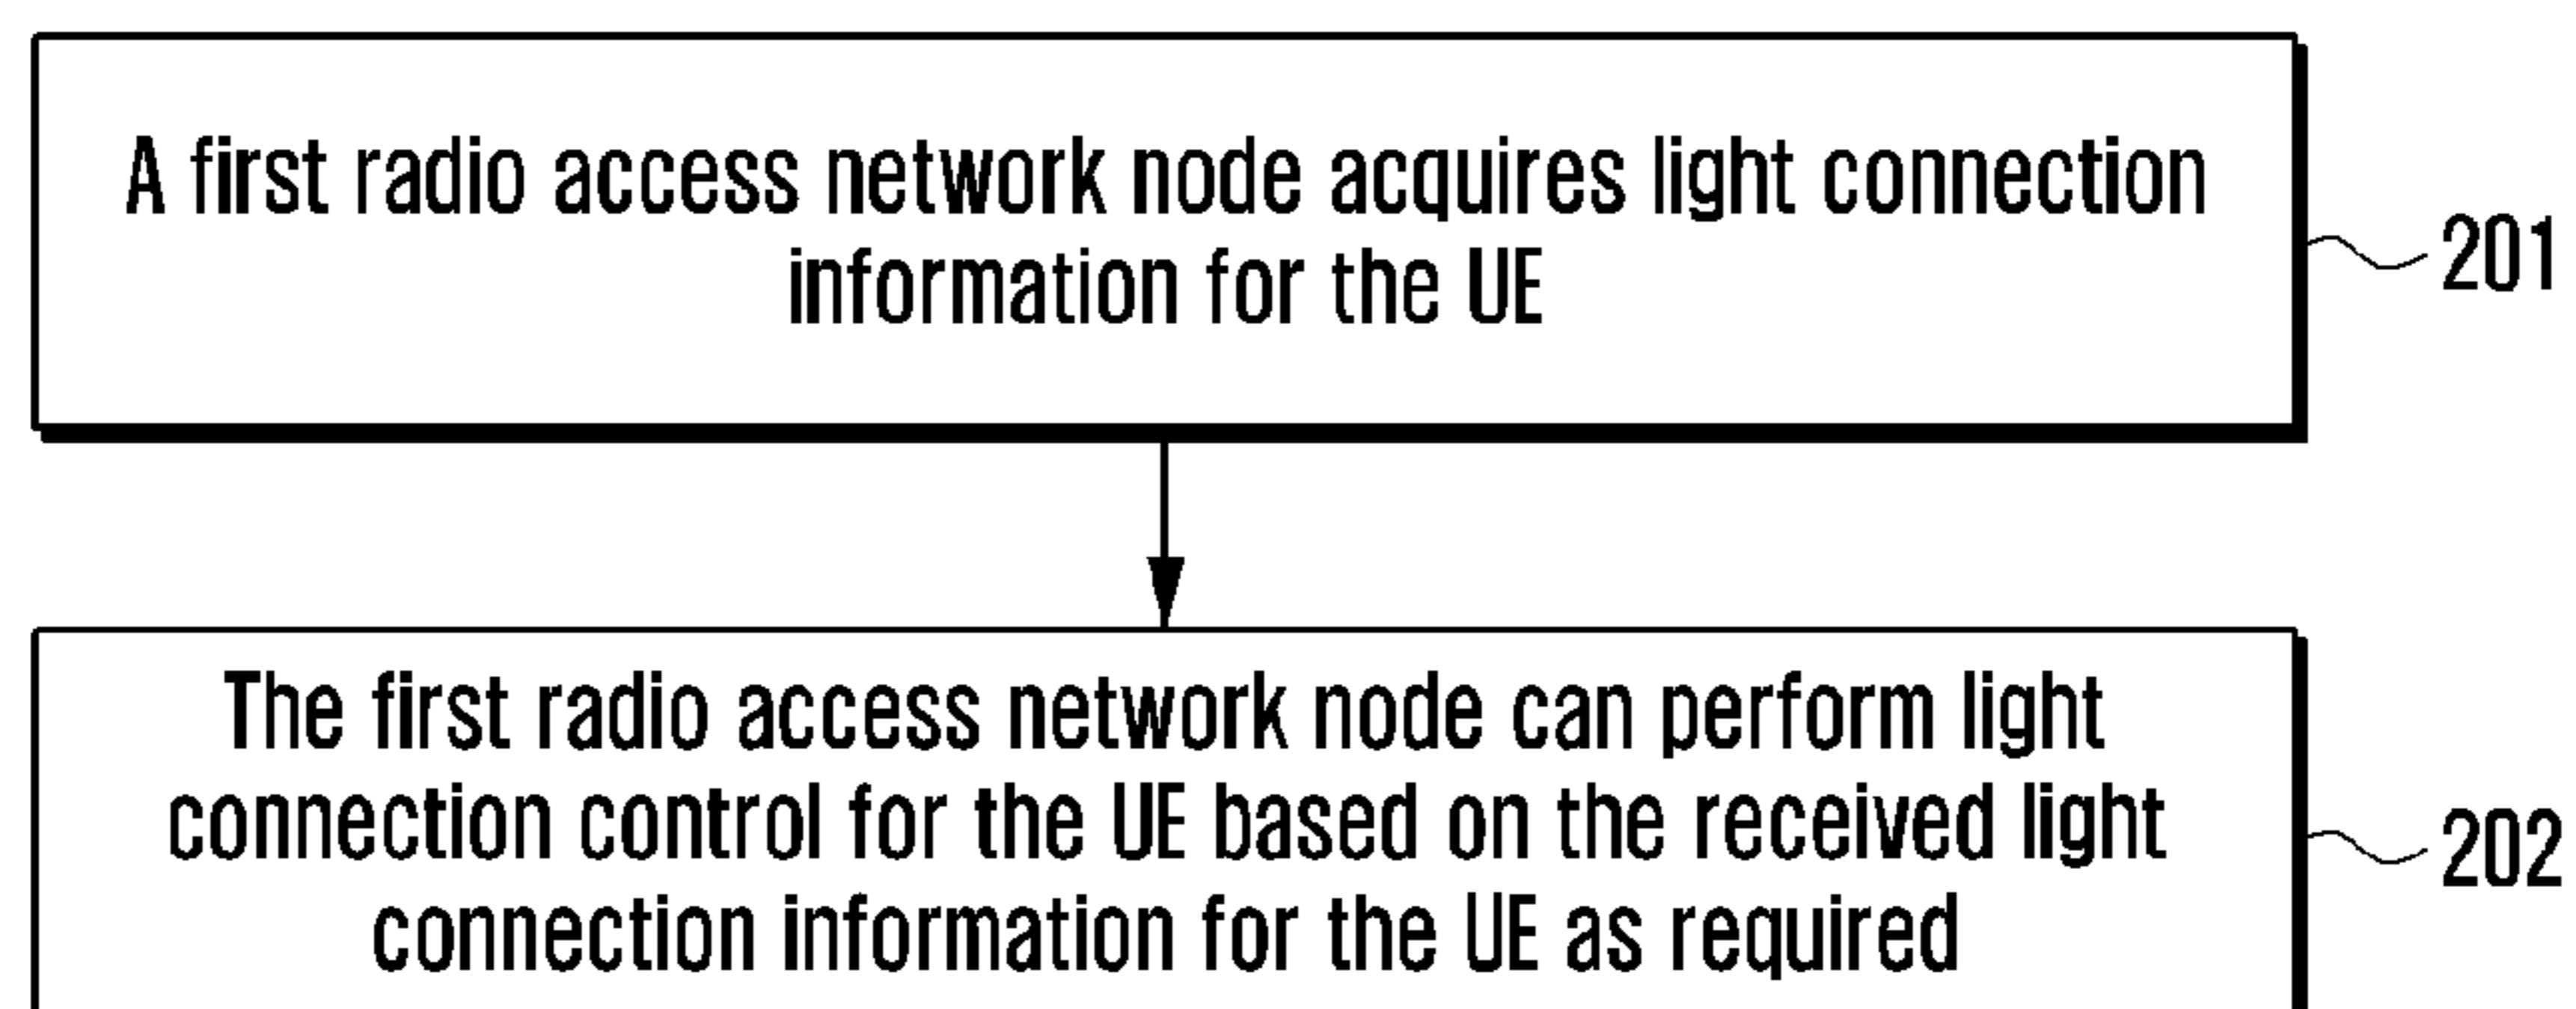 A first radio access network node acquires light connection
information for the UE
201
The first radio access network node can perform light
connection control for the UE based on the received light
connection information for the UE as required
202